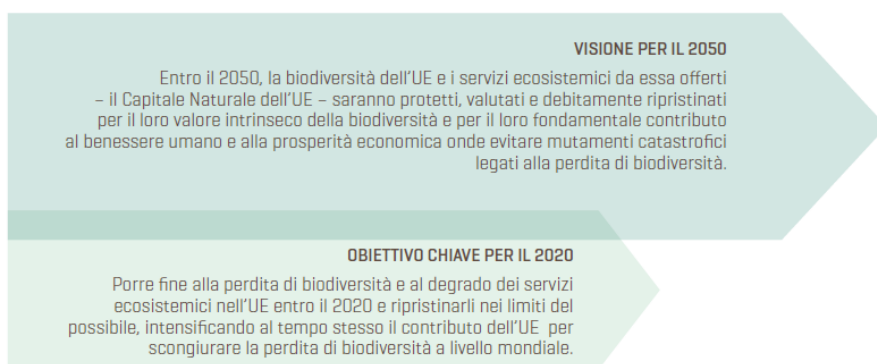 VISIONE PER IL 2050
Entro il 2050, la biodiversità dell'UE e i servizi ecosistemici da essa offerti
– il Capitale Naturale dell'UE – saranno protetti, valutati e debitamente ripristinati
per il loro valore intrinseco della biodiversità e per il loro fondamentale contributo
al benessere umano e alla prosperità economica onde evitare mutamenti catastrofici
legati alla perdita di biodiversità.
OBIETTIVO CHIAVE PER IL 2020
Porre fine alla perdita di biodiversità e al degrado dei servizi
ecosistemici nell'UE entro il 2020 e ripristinarli nei limiti del
possibile, intensificando al tempo stesso il contributo dell'UE per
scongiurare la perdita di biodiversità a livello mondiale.